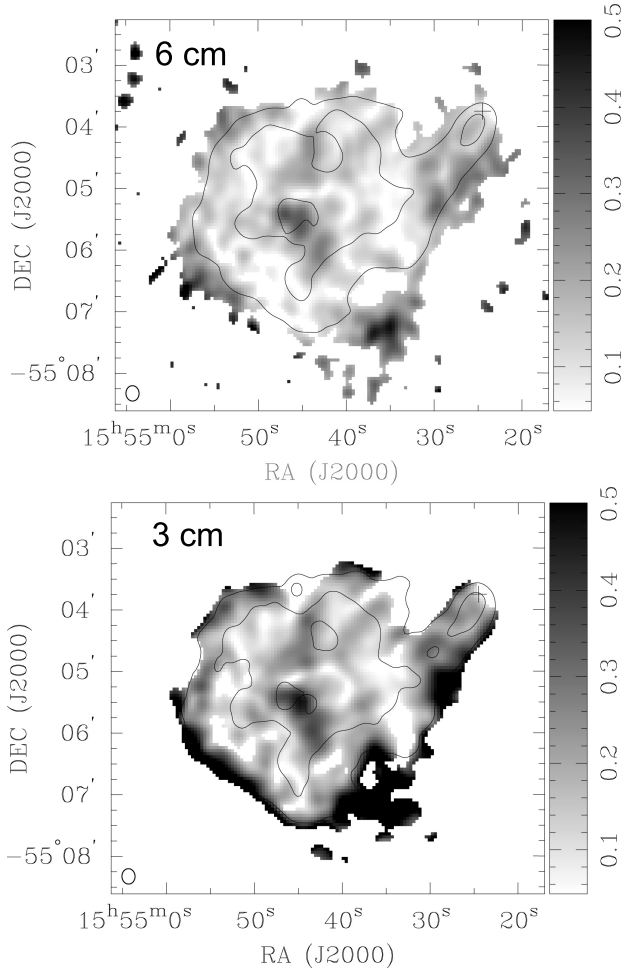 6 cm
DEC (J2000)
03′
04′
05′
06′
07′
−55°08′
15ʰ55ᵐ0ˢ
50ˢ
40ˢ
30ˢ
20ˢ
RA (J2000)
0.5
0.4
0.3
0.2
0.1
3 cm
DEC (J2000)
03′
04′
05′
06′
07′
−55°08′
15ʰ55ᵐ0ˢ
50ˢ
40ˢ
30ˢ
20ˢ
RA (J2000)
0.5
0.4
0.3
0.2
0.1